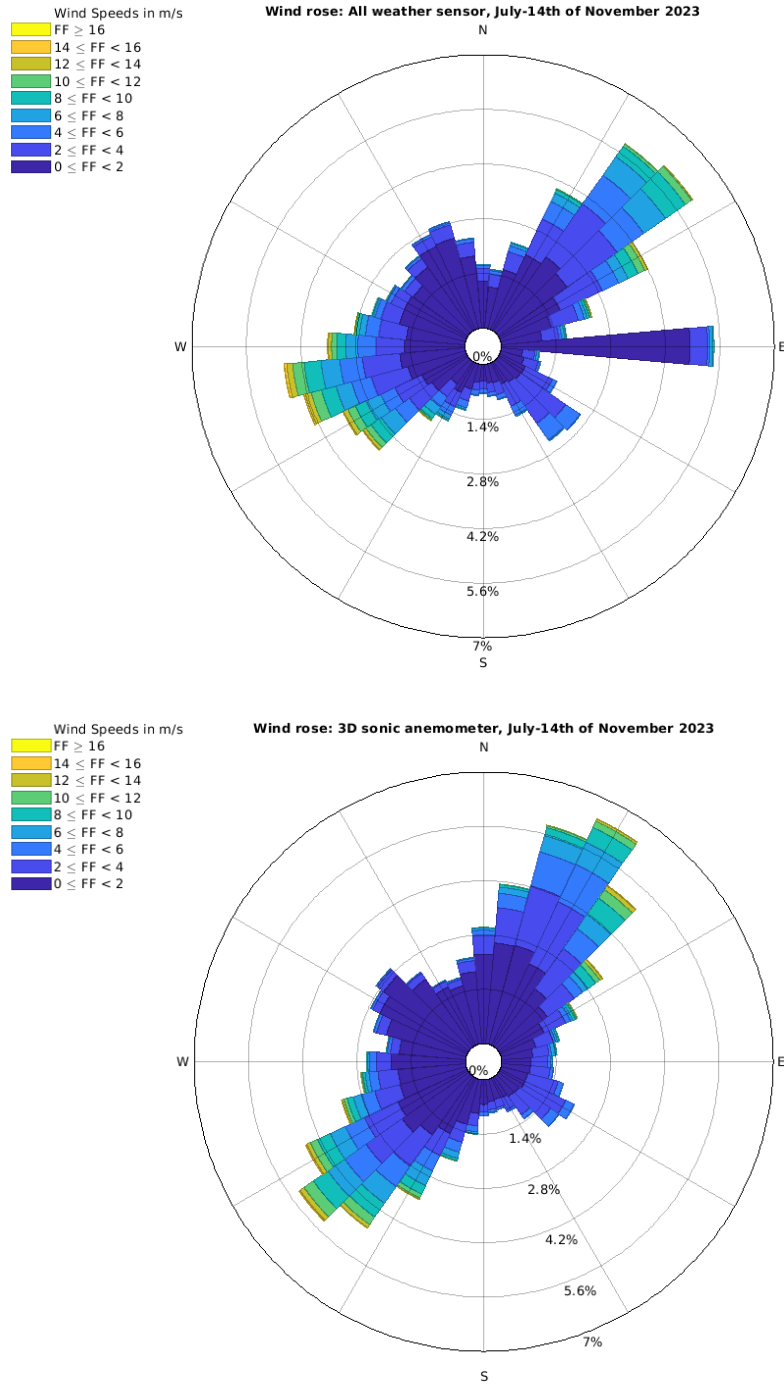 Wind Speeds in m/s
FF ≥ 16
14 ≤ FF < 16
12 ≤ FF < 14
10 ≤ FF < 12
8 ≤ FF < 10
6 ≤ FF < 8
4 ≤ FF < 6
2 ≤ FF < 4
0 ≤ FF < 2
Wind rose: All weather sensor, July-14th of November 2023
N
W
E
0%
1.4%
2.8%
4.2%
5.6%
7%
S
Wind Speeds in m/s
FF ≥ 16
14 ≤ FF < 16
12 ≤ FF < 14
10 ≤ FF < 12
8 ≤ FF < 10
6 ≤ FF < 8
4 ≤ FF < 6
2 ≤ FF < 4
0 ≤ FF < 2
Wind rose: 3D sonic anemometer, July-14th of November 2023
N
W
E
0%
1.4%
2.8%
4.2%
5.6%
7%
S